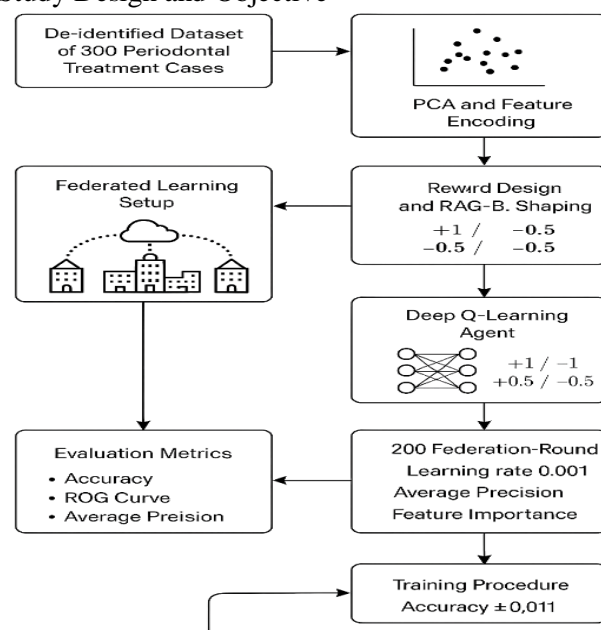 Study Design and Objective
De-identified Dataset
of 300 Periodontal
Treatment Cases
PCA and Feature
Encoding
Federated Learning
Setup
Rewırd Design
and RAG-B. Shaping
+1 / −0.5
−0.5 / −0.5
Deep Q-Learning
Agent
+1 / −1
+0.5 / −0.5
Evaluation Metrics
• Accuracy
• ROG Curve
• Average Preision
200 Federation-Round
Learning rate 0.001
Average Precision
Feature Importance
Training Procedure
Accuracy ±0,011